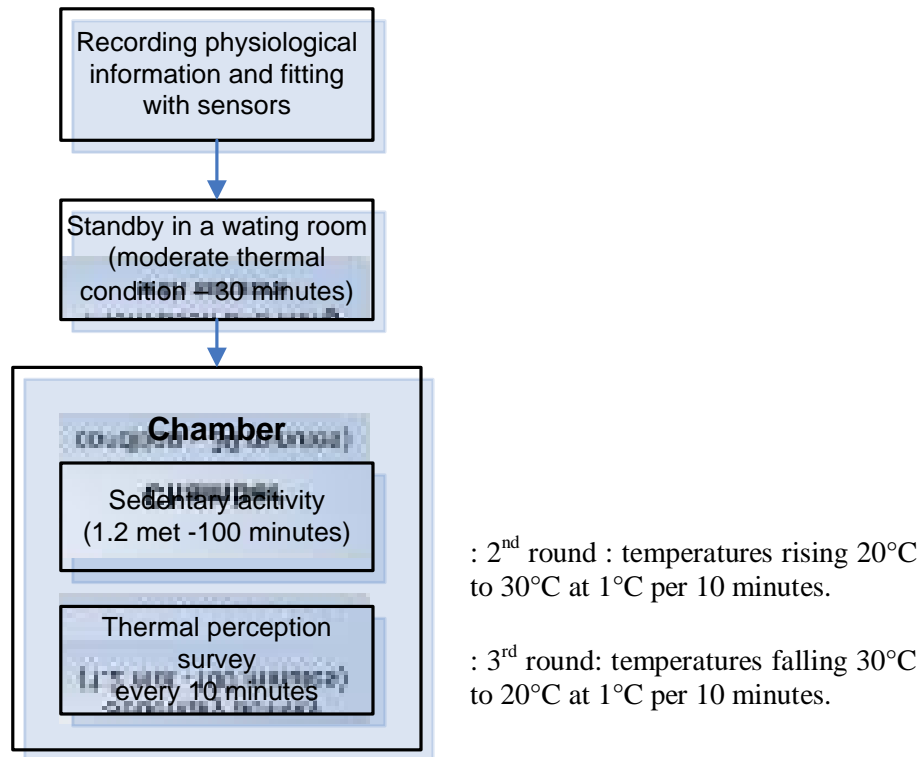 Recording physiological
information and fitting
with sensors
Standby in a wating room
(moderate thermal
condition – 30 minutes)
Chamber
Sedentary acitivity
(1.2 met -100 minutes)
Thermal perception
survey
every 10 minutes
: 2nd round : temperatures rising 20°C
to 30°C at 1°C per 10 minutes.
: 3rd round: temperatures falling 30°C
to 20°C at 1°C per 10 minutes.